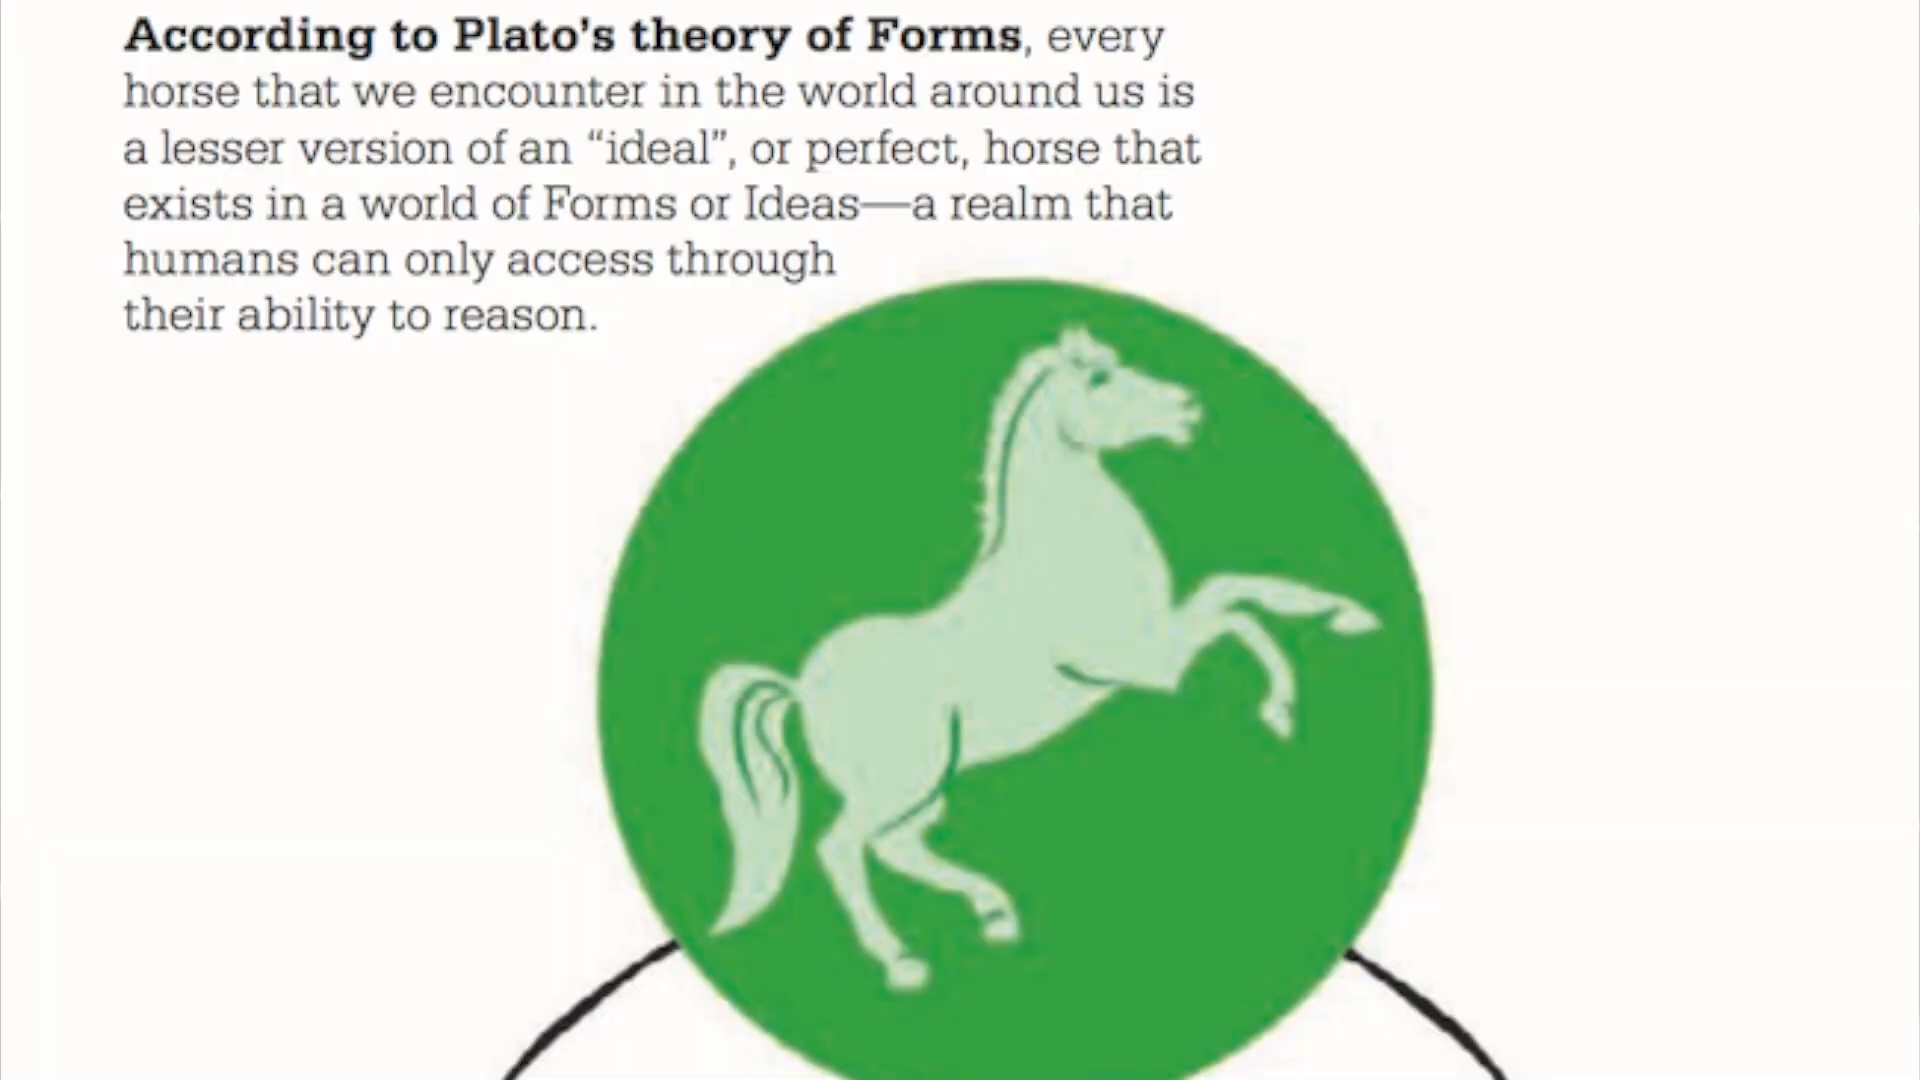 According to Plato’s theory of Forms, every
horse that we encounter in the world around us is
a lesser version of an “ideal”, or perfect, horse that
exists in a world of Forms or Ideas—a realm that
humans can only access through
their ability to reason.